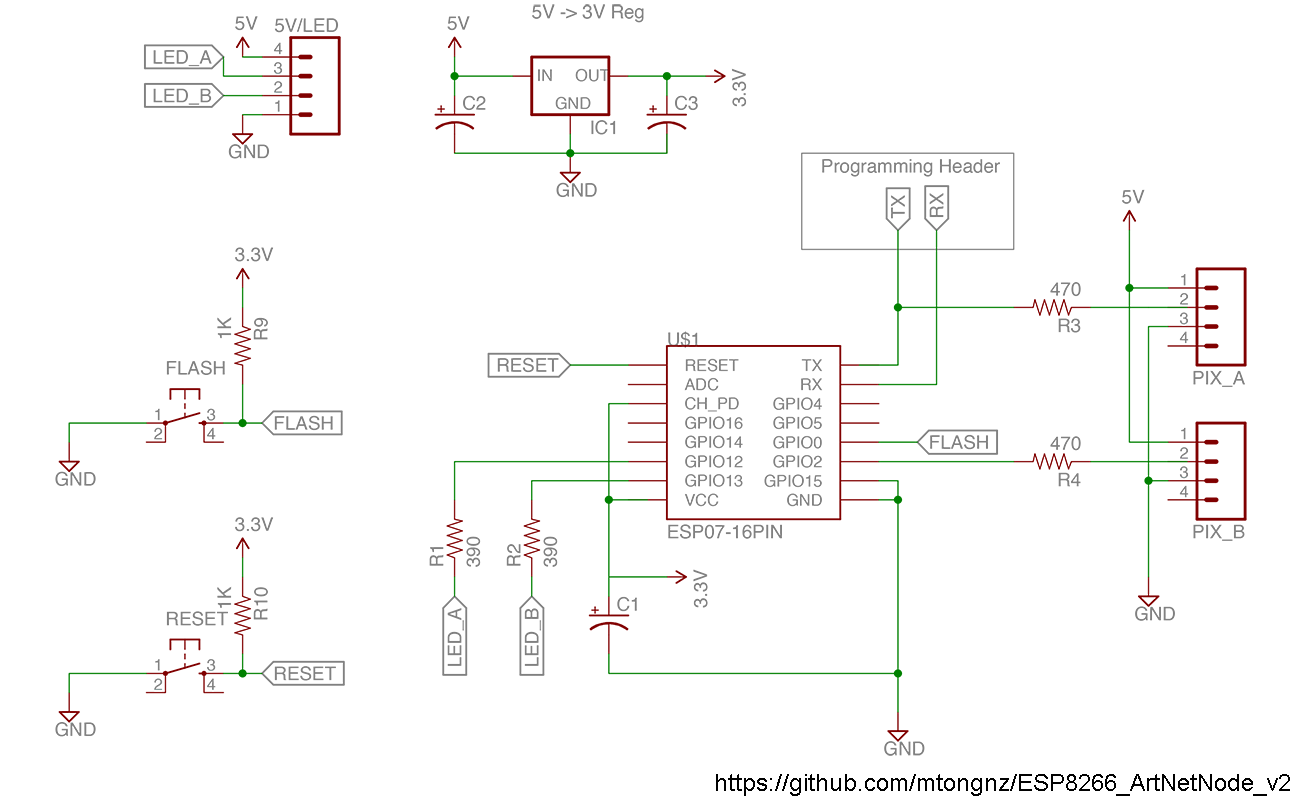 5V -> 3V Reg
5V
5V/LED
LED_A
4
3
LED_B
2
1
GND
5V
IN
OUT
GND
C2
+
IC1
C3
+
3.3V
GND
Programming Header
TX
RX
5V
470
R3
1
2
3
4
PIX_A
470
R4
1
2
3
4
PIX_B
GND
3.3V
1K
R9
FLASH
1
2
3
4
FLASH
GND
3.3V
1K
R10
RESET
1
2
3
4
RESET
GND
U$1
RESET
RESET
ADC
CH_PD
GPIO16
GPIO14
GPIO12
GPIO13
VCC
TX
RX
GPIO4
GPIO5
GPIO0
GPIO2
GPIO15
GND
FLASH
ESP07-16PIN
R1
390
R2
390
LED_A
LED_B
3.3V
C1
+
GND
https://github.com/mtongnz/ESP8266_ArtNetNode_v2